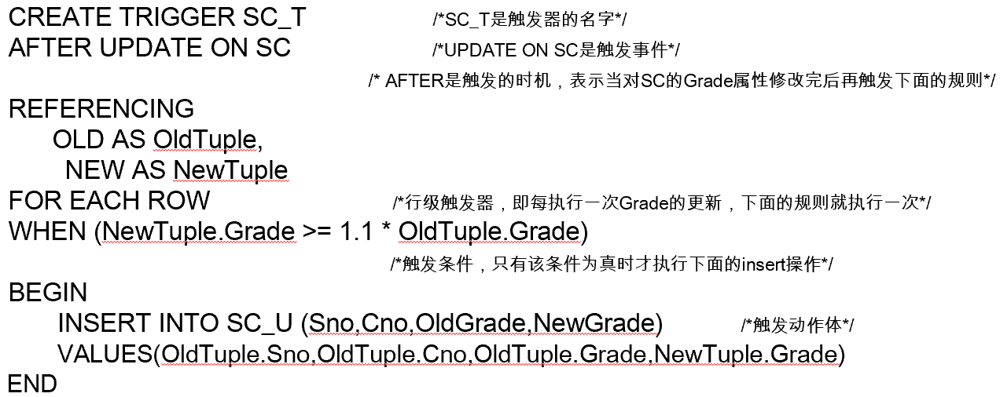 CREATE TRIGGER SC_T /*SC_T是触发器的名字*/
AFTER UPDATE ON SC /*UPDATE ON SC是触发事件*/
/* AFTER是触发的时机，表示当对SC的Grade属性修改完后再触发下面的规则*/
REFERENCING
OLD AS OldTuple,
NEW AS NewTuple
FOR EACH ROW /*行级触发器，即每执行一次Grade的更新，下面的规则就执行一次*/
WHEN (NewTuple.Grade >= 1.1 * OldTuple.Grade)
/*触发条件，只有该条件为真时才执行下面的insert操作*/
BEGIN
INSERT INTO SC_U (Sno,Cno,OldGrade,NewGrade) /*触发动作体*/
VALUES(OldTuple.Sno,OldTuple.Cno,OldTuple.Grade,NewTuple.Grade)
END